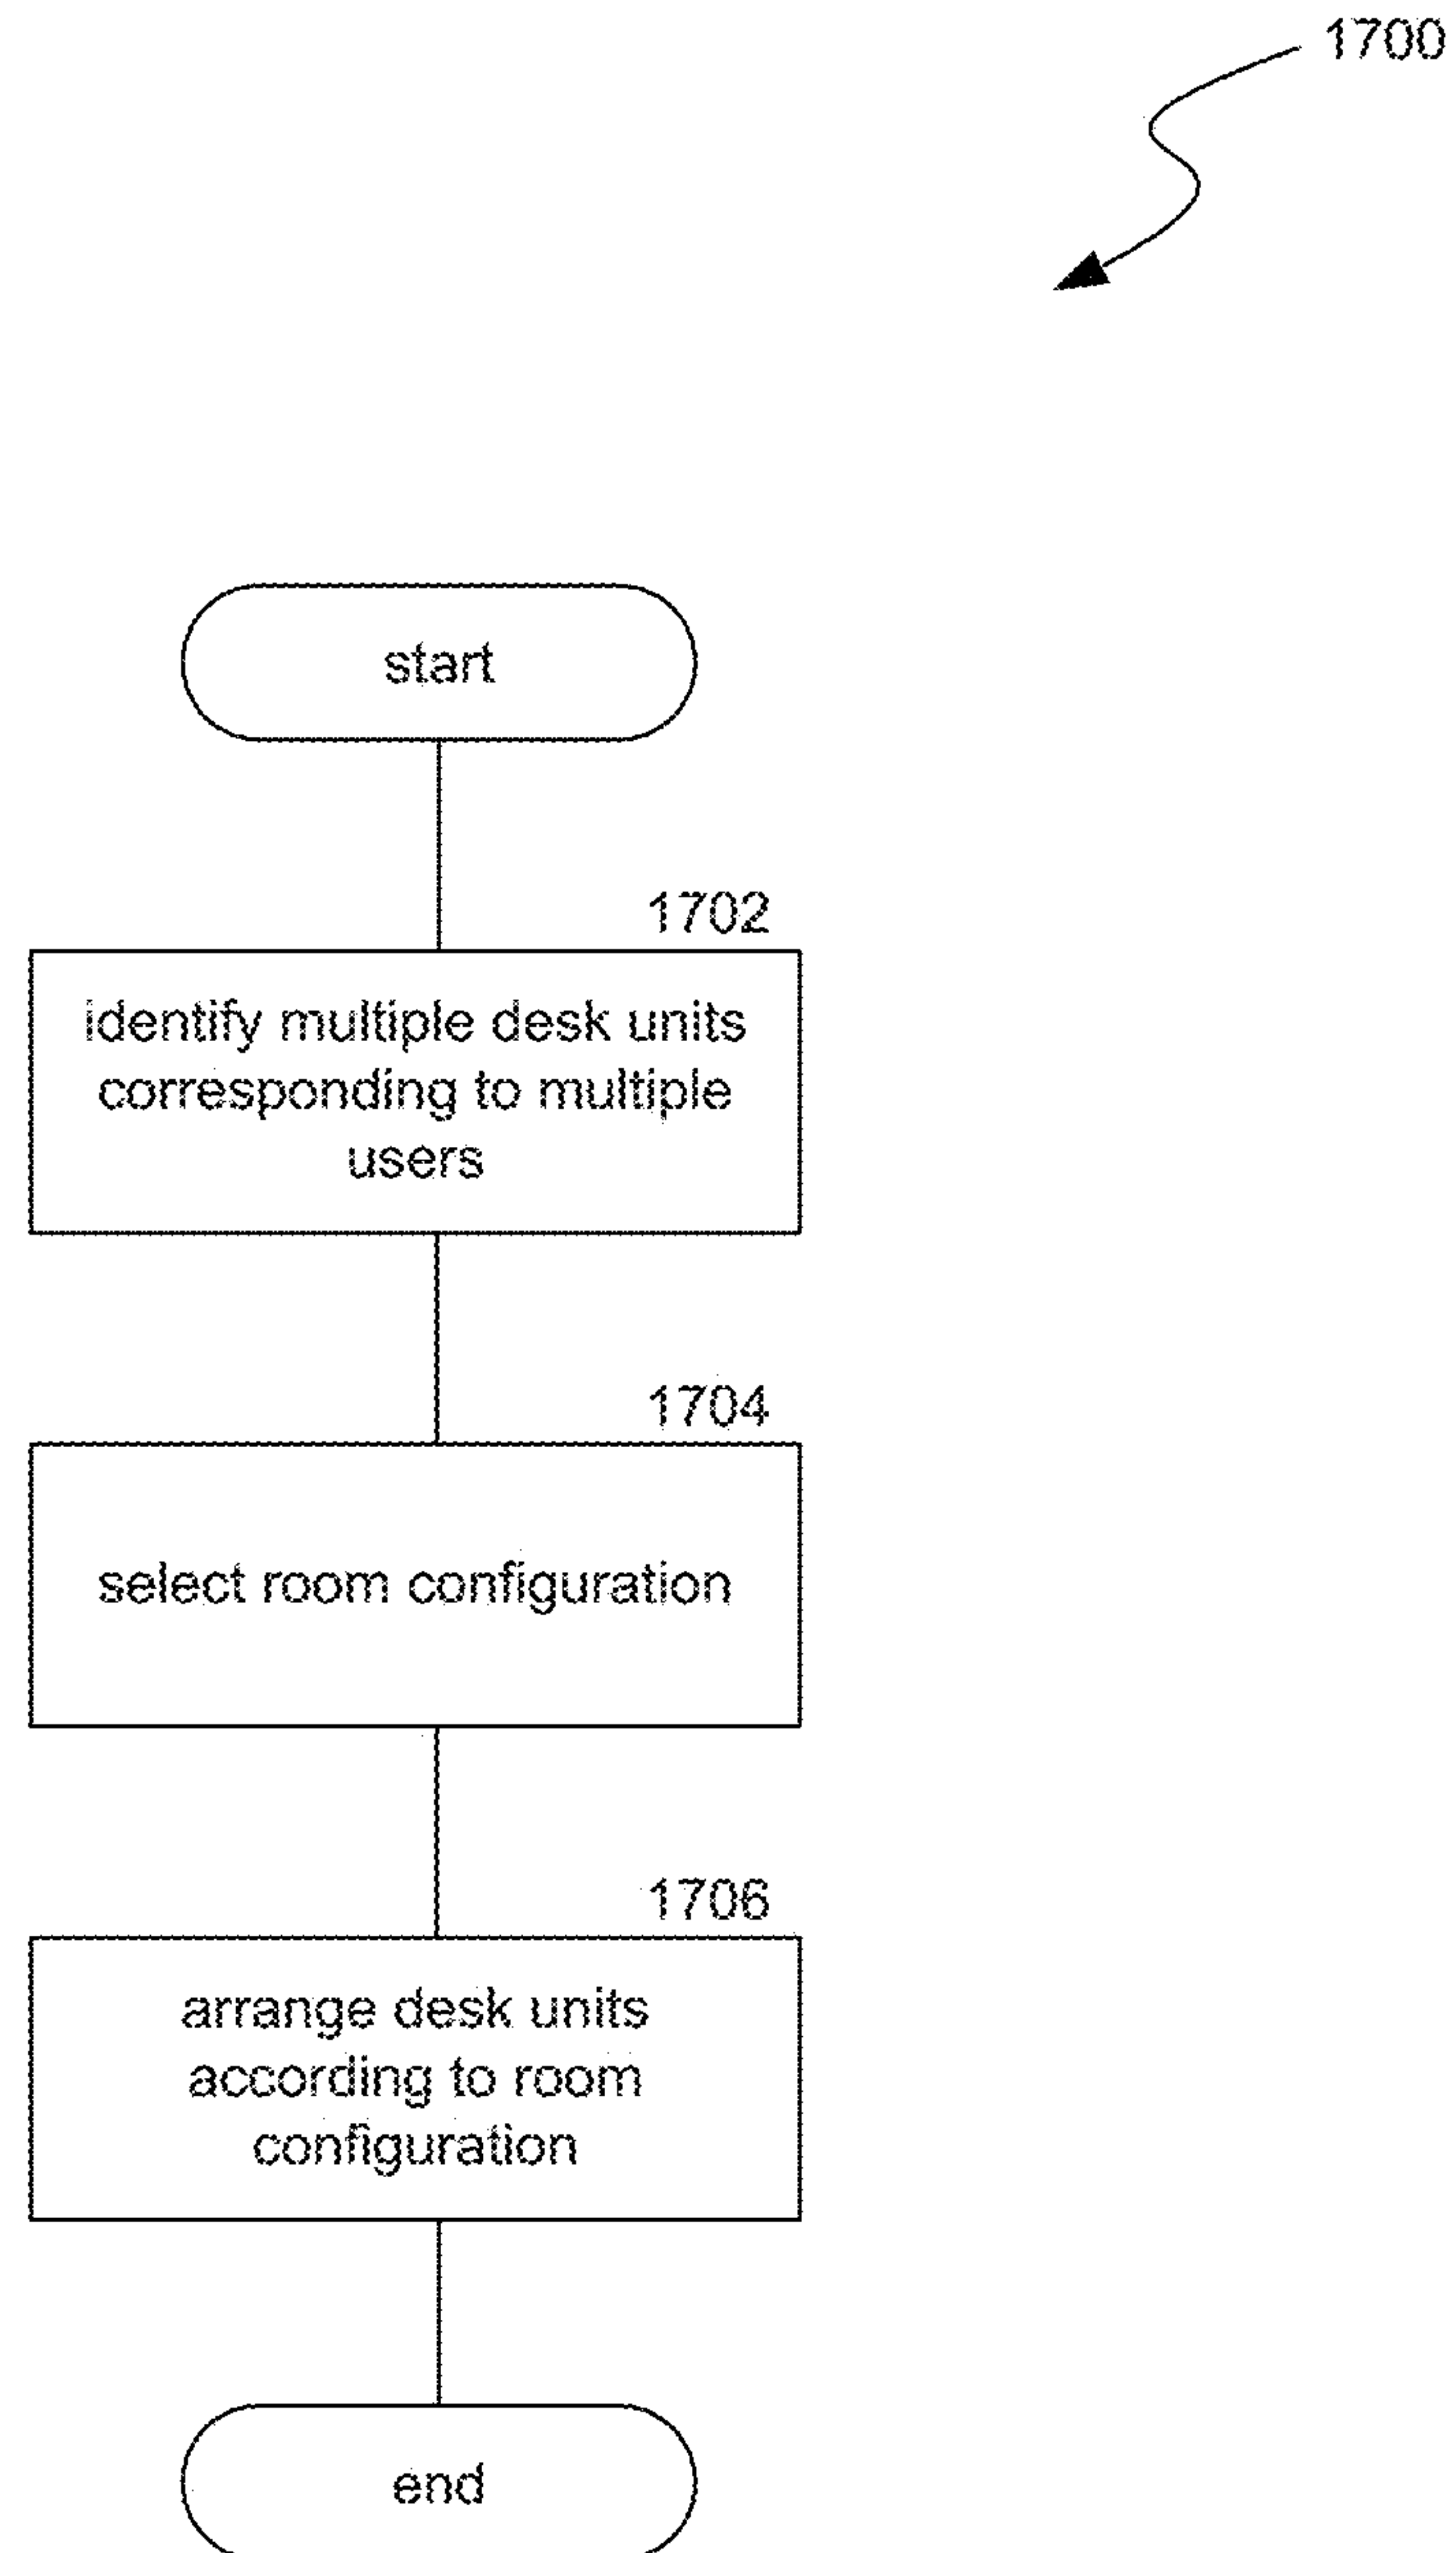 1700
start
1702
identify multiple desk units
corresponding to multiple
users
1704
select room configuration
1706
arrange desk units
according to room
configuration
end